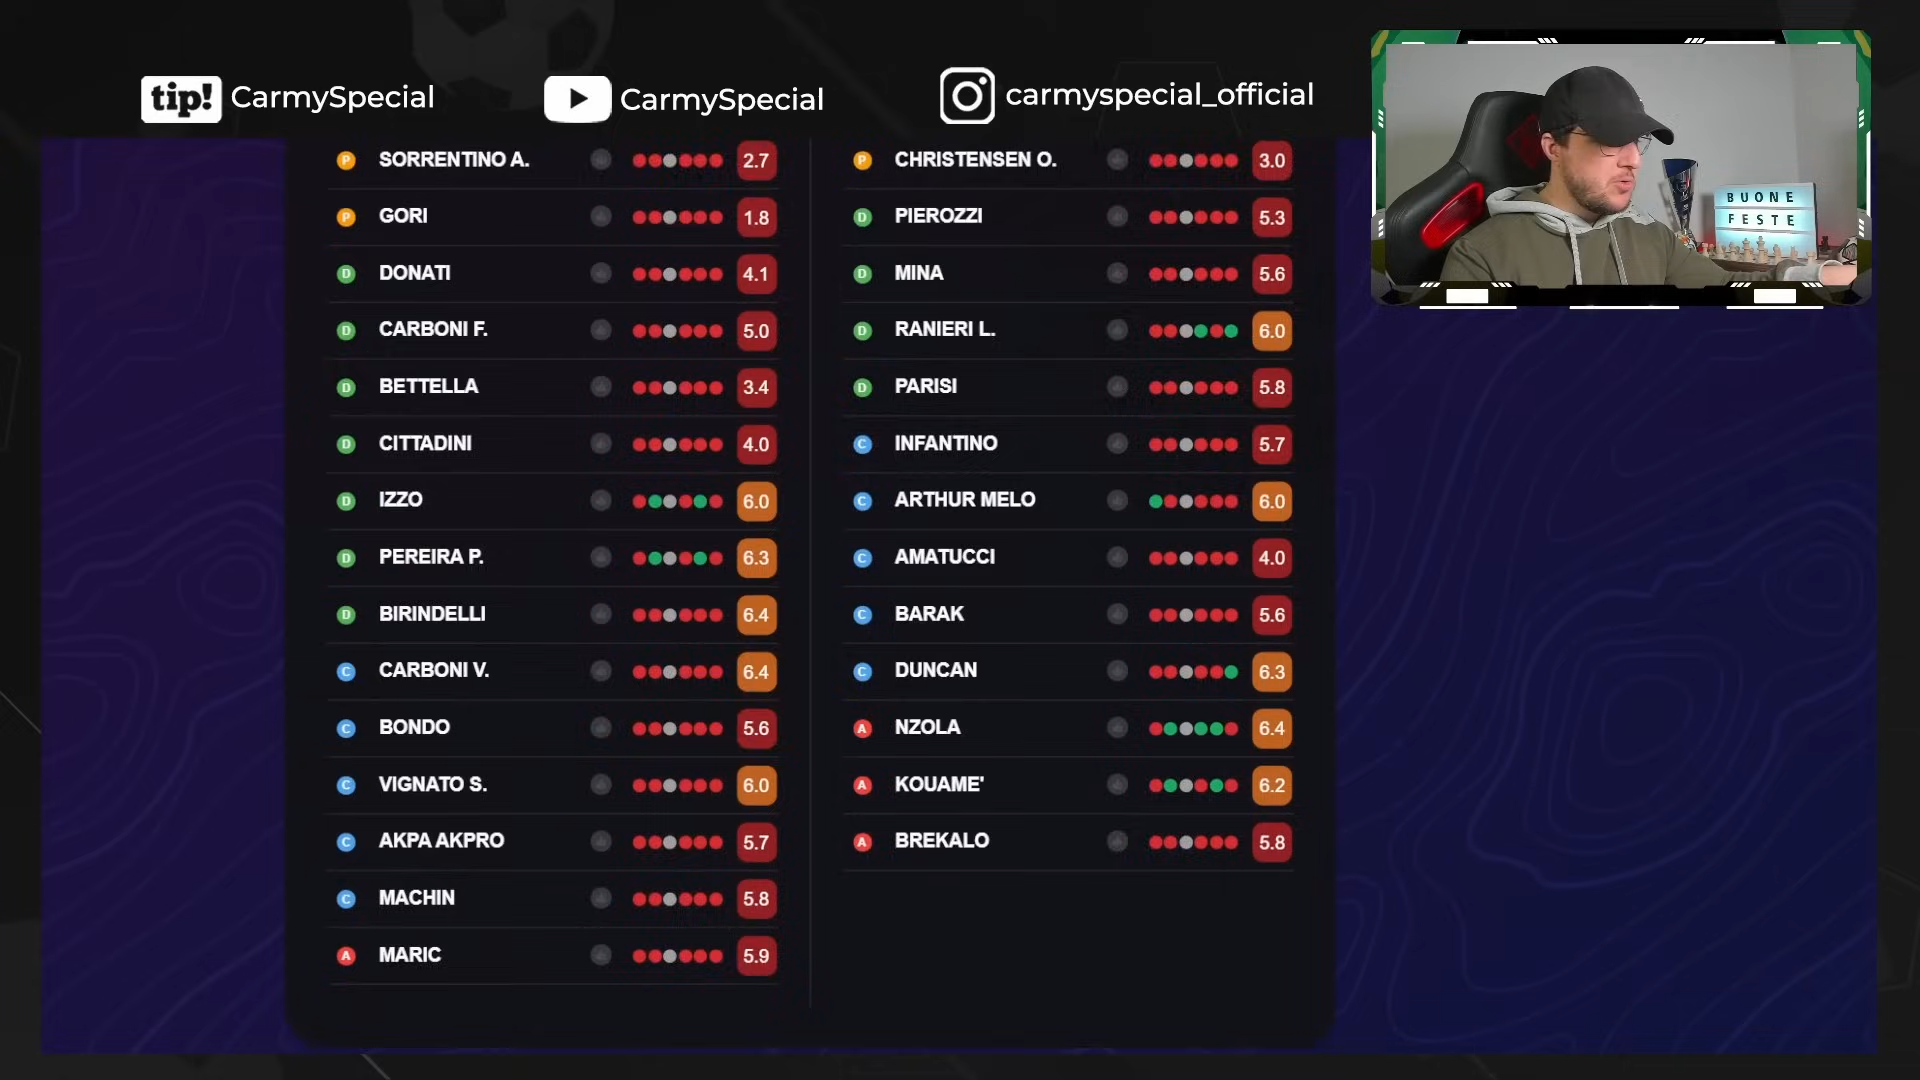 tip! CarmySpecial
CarmySpecial
carmyspecial_official
BUONE
FESTE
P SORRENTINO A. 2.7
P GORI 1.8
D DONATI 4.1
D CARBONI F. 5.0
D BETTELLA 3.4
D CITTADINI 4.0
D IZZO 6.0
D PEREIRA P. 6.3
D BIRINDELLI 6.4
C CARBONI V. 6.4
C BONDO 5.6
C VIGNATO S. 6.0
C AKPA AKPRO 5.7
C MACHIN 5.8
A MARIC 5.9
P CHRISTENSEN O. 3.0
D PIEROZZI 5.3
D MINA 5.6
D RANIERI L. 6.0
D PARISI 5.8
C INFANTINO 5.7
C ARTHUR MELO 6.0
C AMATUCCI 4.0
C BARAK 5.6
C DUNCAN 6.3
A NZOLA 6.4
A KOUAME' 6.2
A BREKALO 5.8